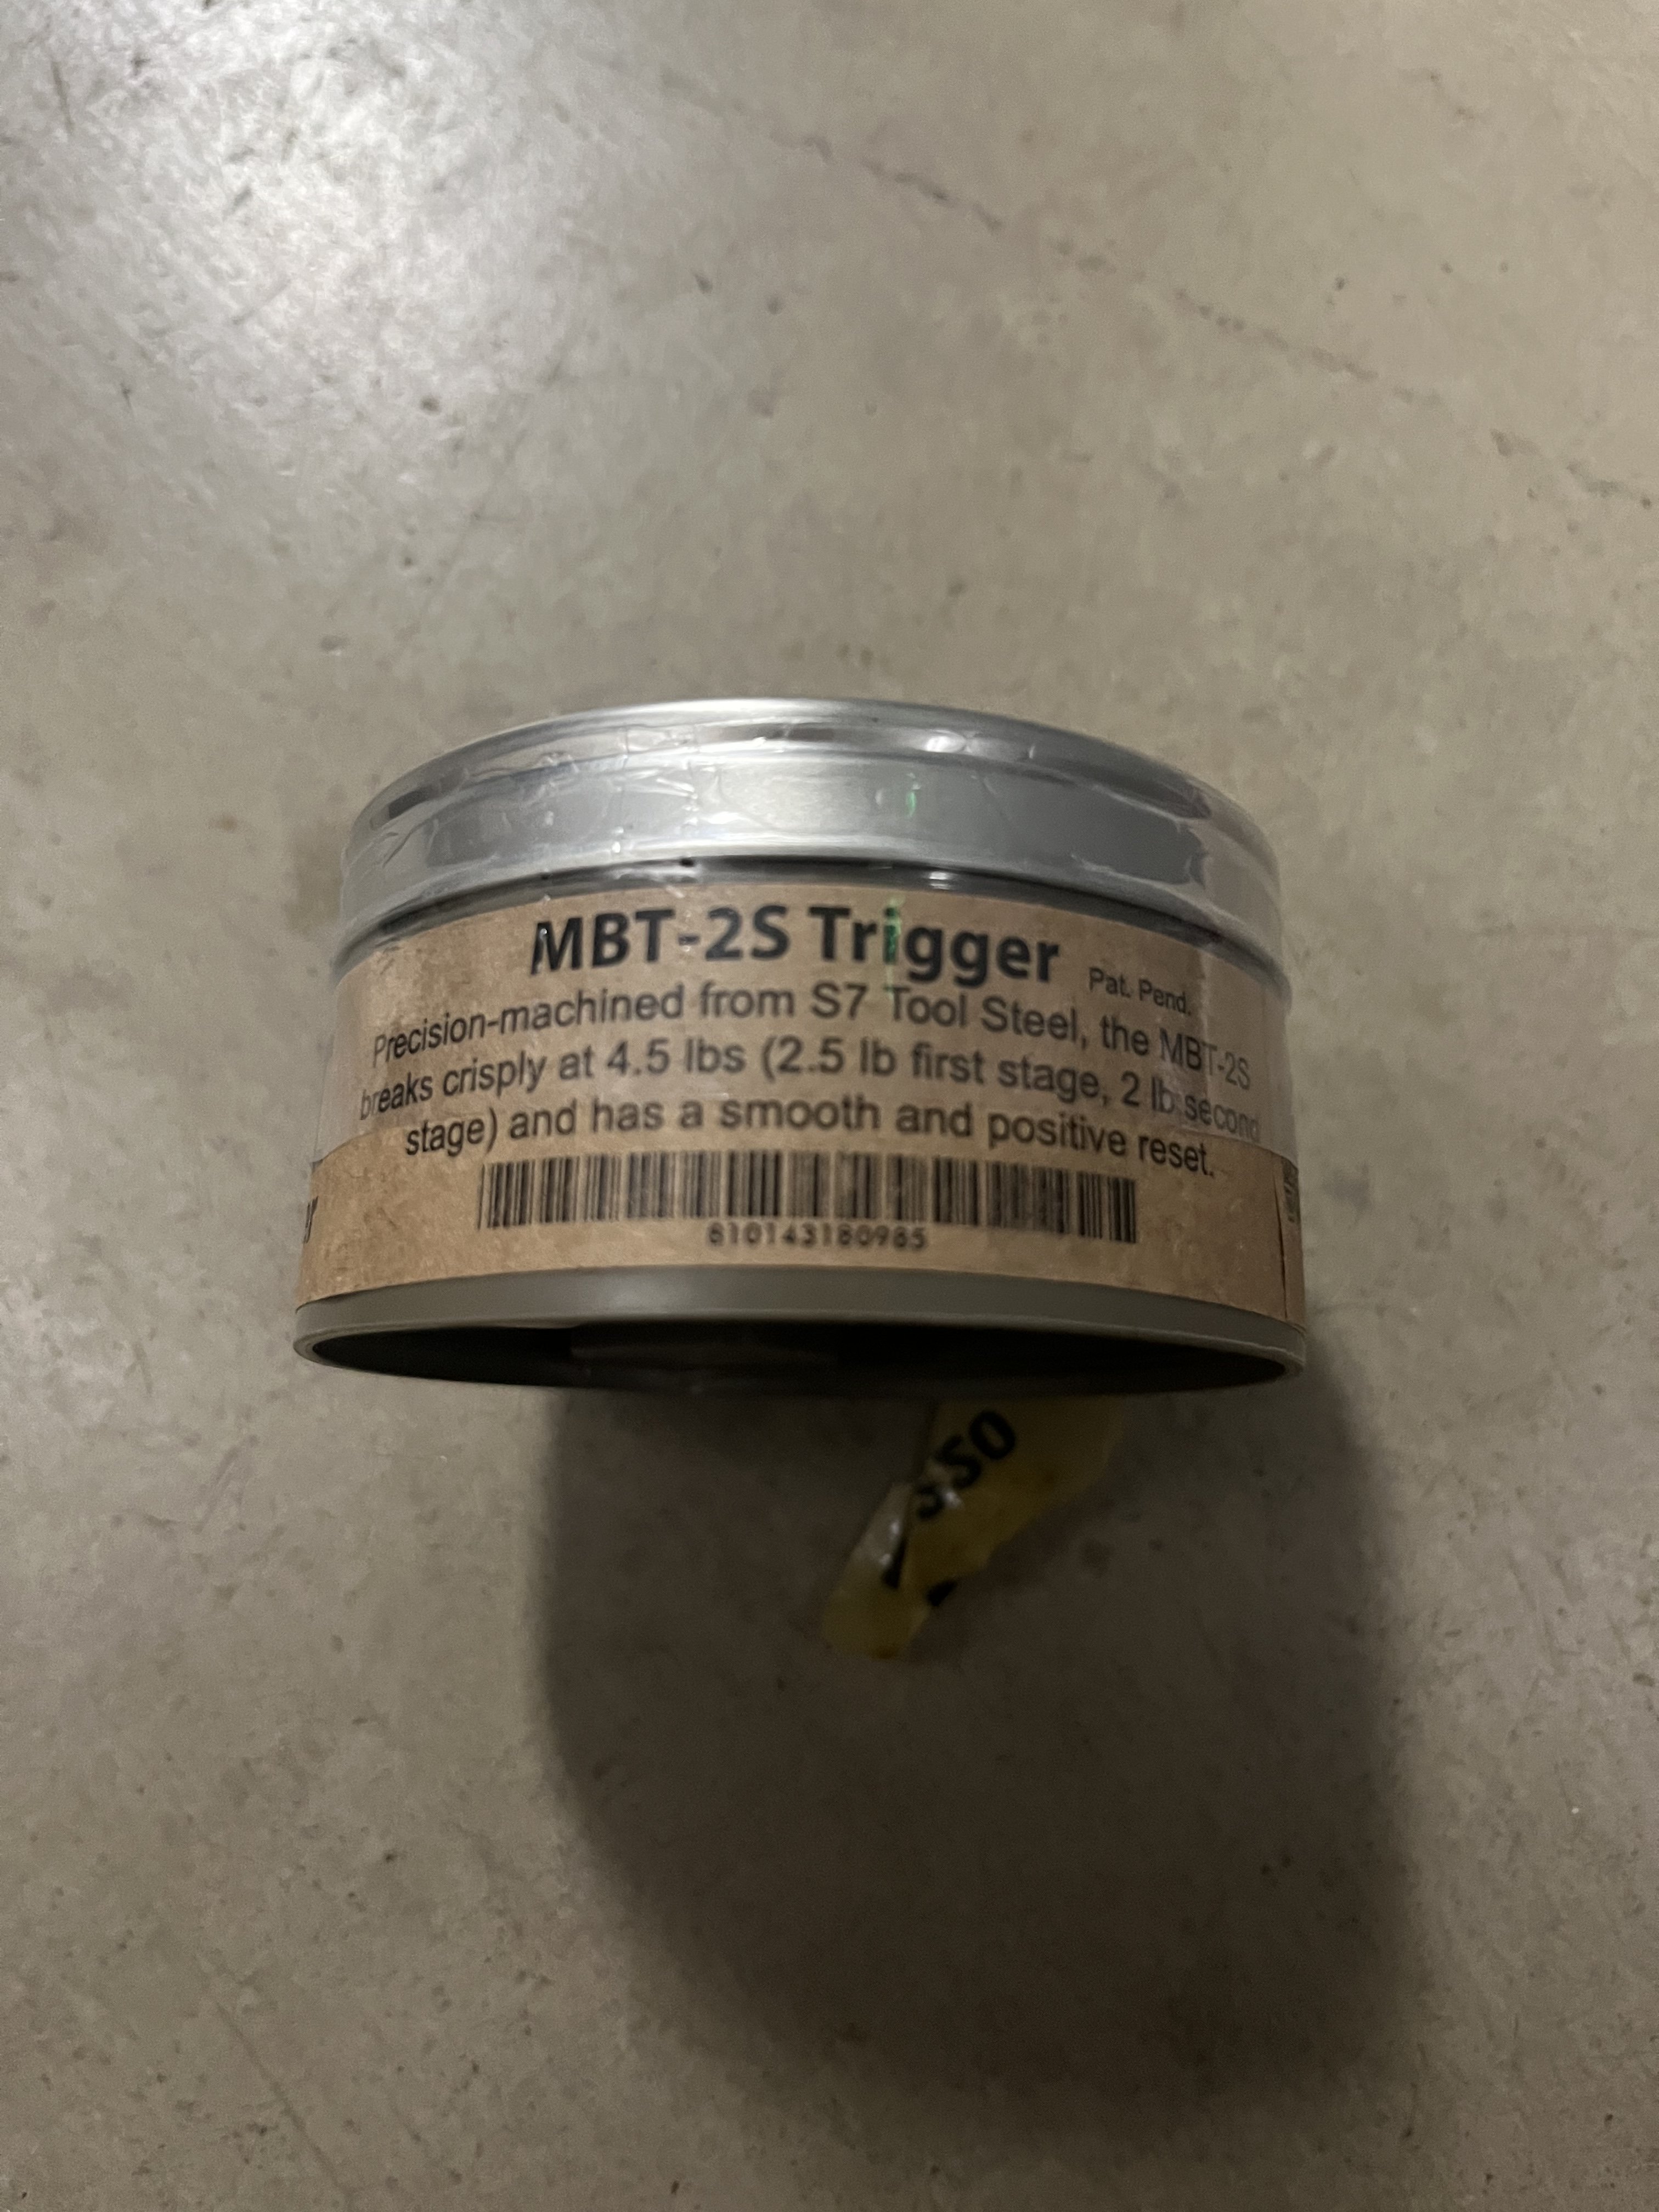 MBT-2S Trigger Pat. Pend.
Precision-machined from S7 Tool Steel, the MBT-2S
breaks crisply at 4.5 lbs (2.5 lb first stage, 2 lb second
stage) and has a smooth and positive reset.
810143180985